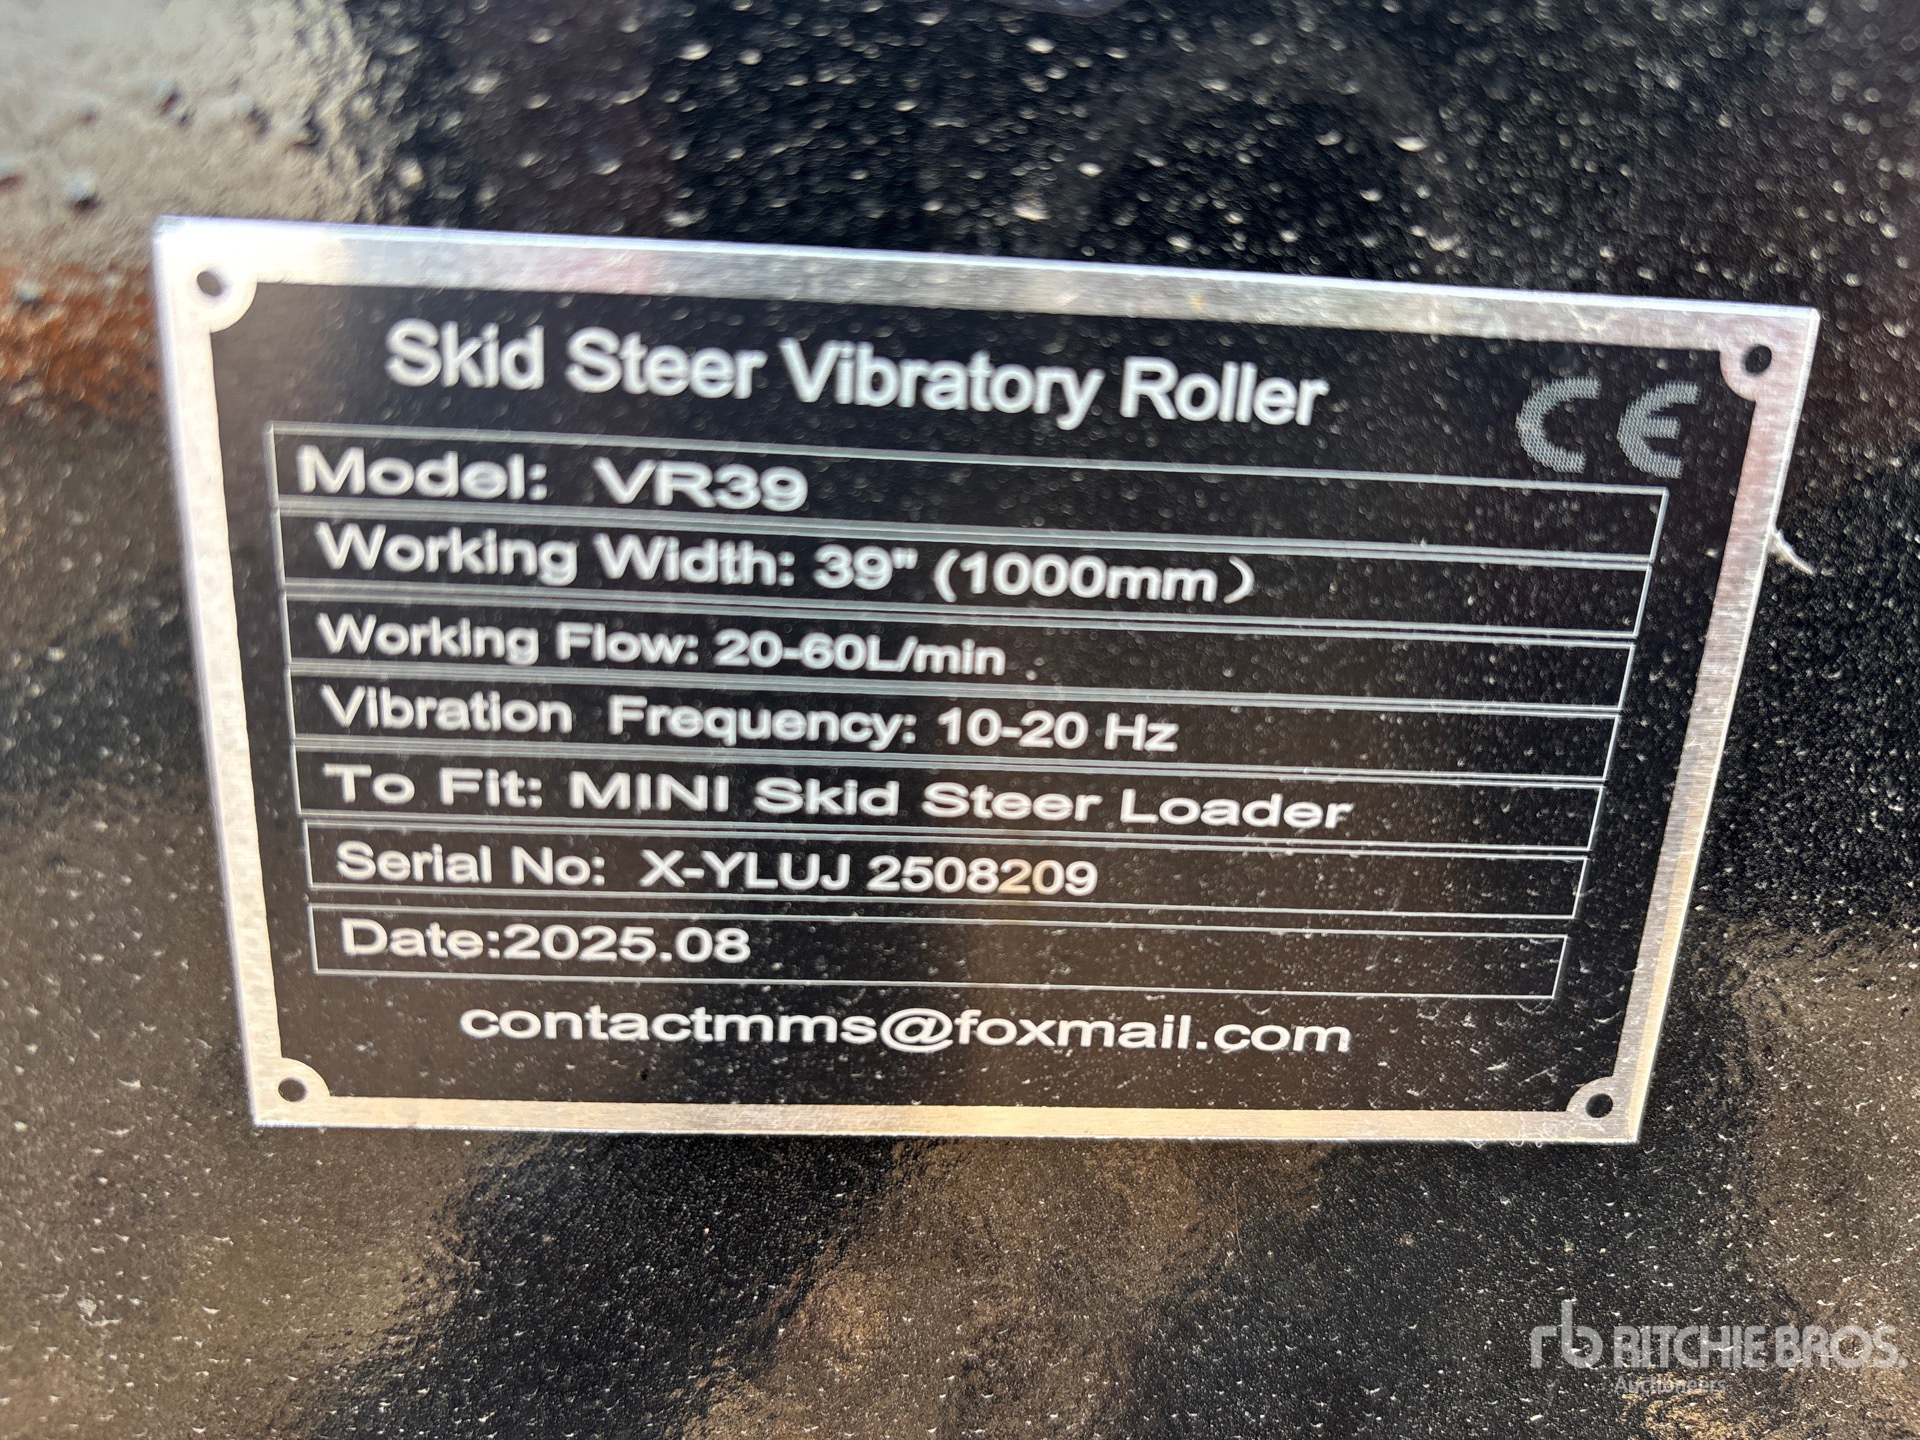 Skid Steer Vibratory Roller
CE
Model: VR39
Working Width: 39" (1000mm）
Working Flow: 20-60L/min
Vibration Frequency: 10-20 Hz
To Fit: MINI Skid Steer Loader
Serial No: X-YLUJ 2508209
Date:2025.08
contactmms@foxmail.com
rb RITCHIE BROS.
Auctioneers